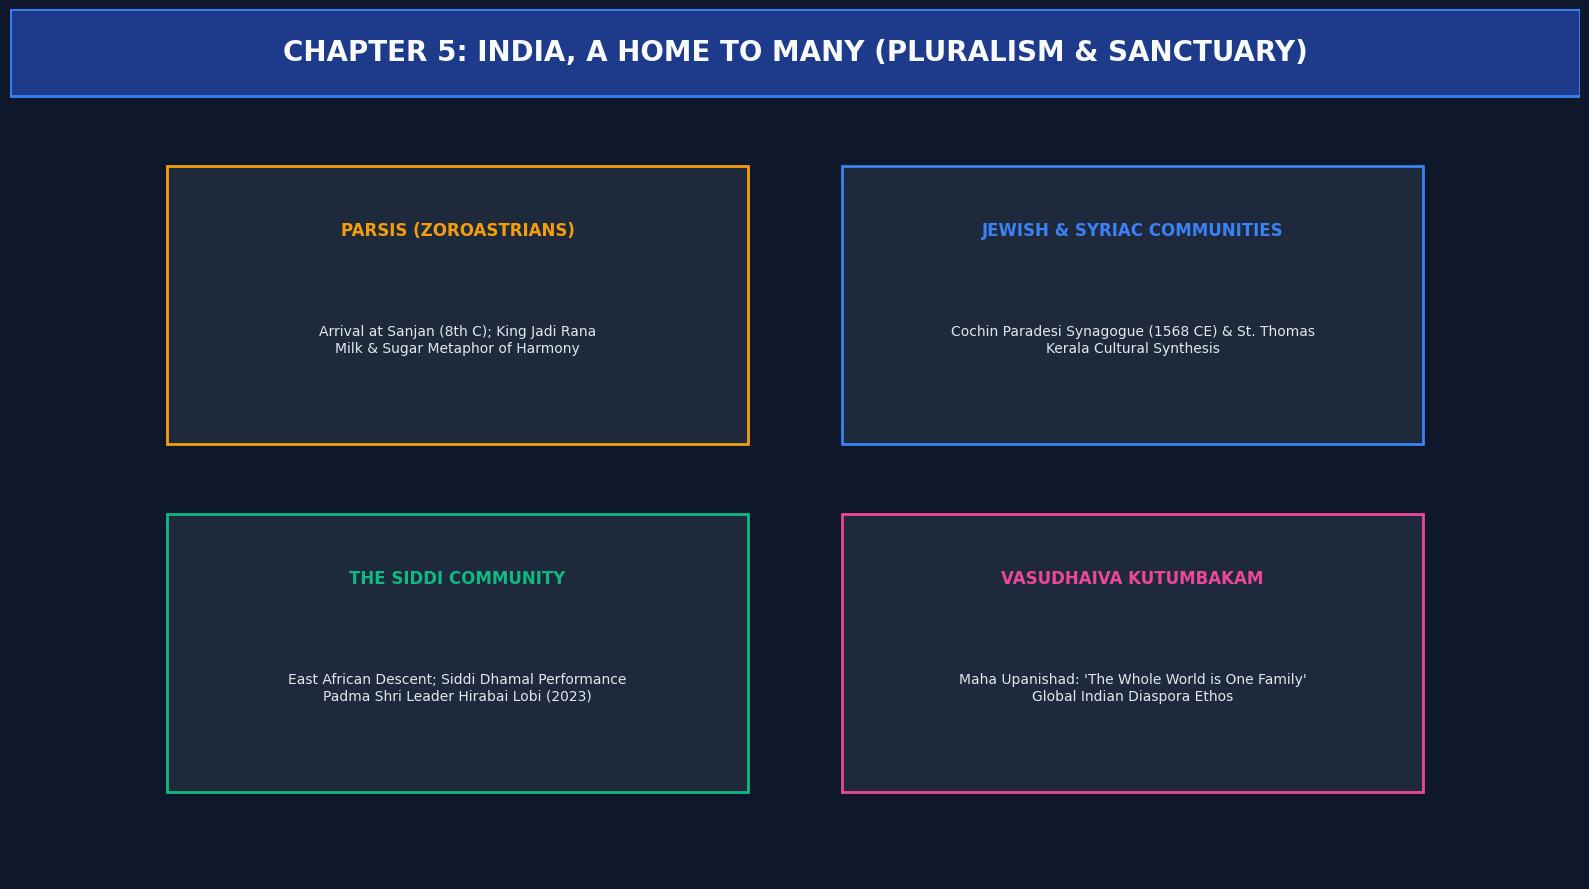 CHAPTER 5: INDIA, A HOME TO MANY (PLURALISM & SANCTUARY)
PARSIS (ZOROASTRIANS)
Arrival at Sanjan (8th C); King Jadi Rana
Milk & Sugar Metaphor of Harmony
JEWISH & SYRIAC COMMUNITIES
Cochin Paradesi Synagogue (1568 CE) & St. Thomas
Kerala Cultural Synthesis
THE SIDDI COMMUNITY
East African Descent; Siddi Dhamal Performance
Padma Shri Leader Hirabai Lobi (2023)
VASUDHAIVA KUTUMBAKAM
Maha Upanishad: 'The Whole World is One Family'
Global Indian Diaspora Ethos